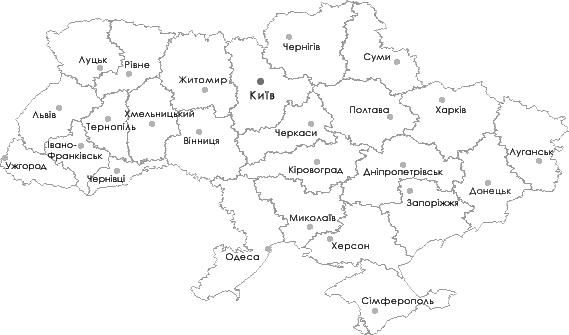 Чернігів
Луцьк
Рівне
Суми
Житомир
Київ
Львів
Тернопіль
Хмельницький
Полтава
Харків
Черкаси
Вінниця
Івано-
Франківськ
Луганськ
Ужгород
Чернівці
Кіровоград
Дніпропетрівськ
Донецьк
Запоріжжя
Миколаїв
Херсон
Одеса
Сімферополь